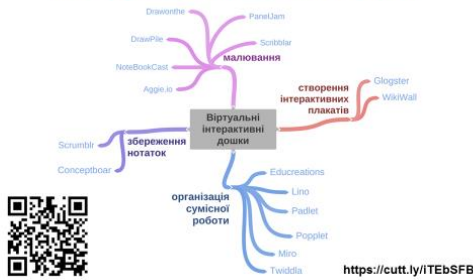 Drawonthe
PanelJam
DrawPile
Scribblar
малювання
NoteBookCast
Aggie.io
Glogster
створення
інтерактивних
плакатів
WikiWall
Віртуальні
інтерактивні
дошки
Scrumblr
збереження
нотаток
Conceptboar
Educreations
організація
сумісної
роботи
Lino
Padlet
Popplet
Miro
Twiddla
https://cutt.ly/iTEbSFB